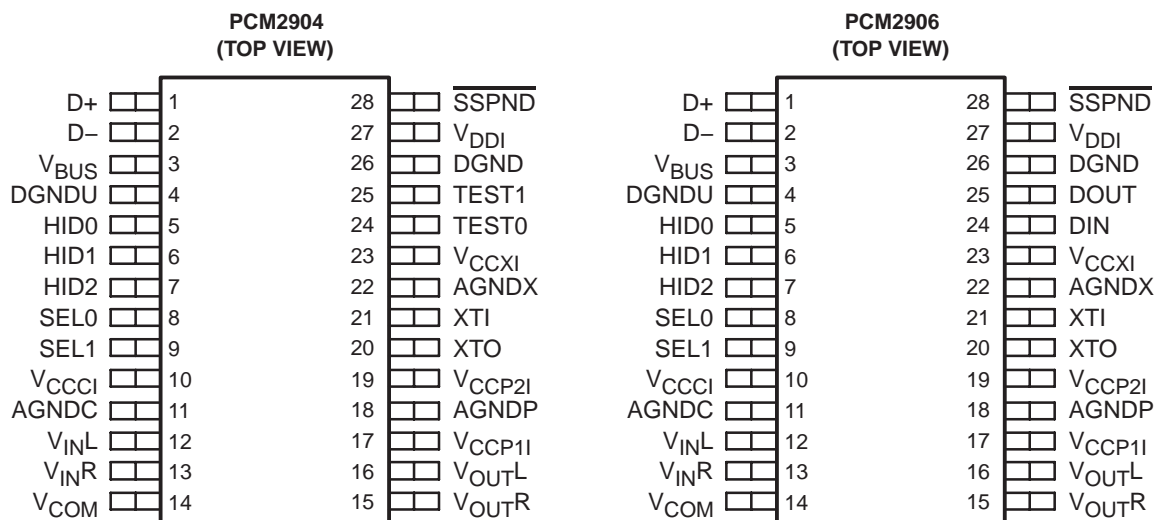 PCM2904
(TOP VIEW)
D+ 1 28 SSPND
D− 2 27 VDDI
VBUS 3 26 DGND
DGNDU 4 25 TEST1
HID0 5 24 TEST0
HID1 6 23 VCCXI
HID2 7 22 AGNDX
SEL0 8 21 XTI
SEL1 9 20 XTO
VCCCI 10 19 VCCP2I
AGNDC 11 18 AGNDP
VINL 12 17 VCCP1I
VINR 13 16 VOUTL
VCOM 14 15 VOUTR
PCM2906
(TOP VIEW)
D+ 1 28 SSPND
D− 2 27 VDDI
VBUS 3 26 DGND
DGNDU 4 25 DOUT
HID0 5 24 DIN
HID1 6 23 VCCXI
HID2 7 22 AGNDX
SEL0 8 21 XTI
SEL1 9 20 XTO
VCCCI 10 19 VCCP2I
AGNDC 11 18 AGNDP
VINL 12 17 VCCP1I
VINR 13 16 VOUTL
VCOM 14 15 VOUTR